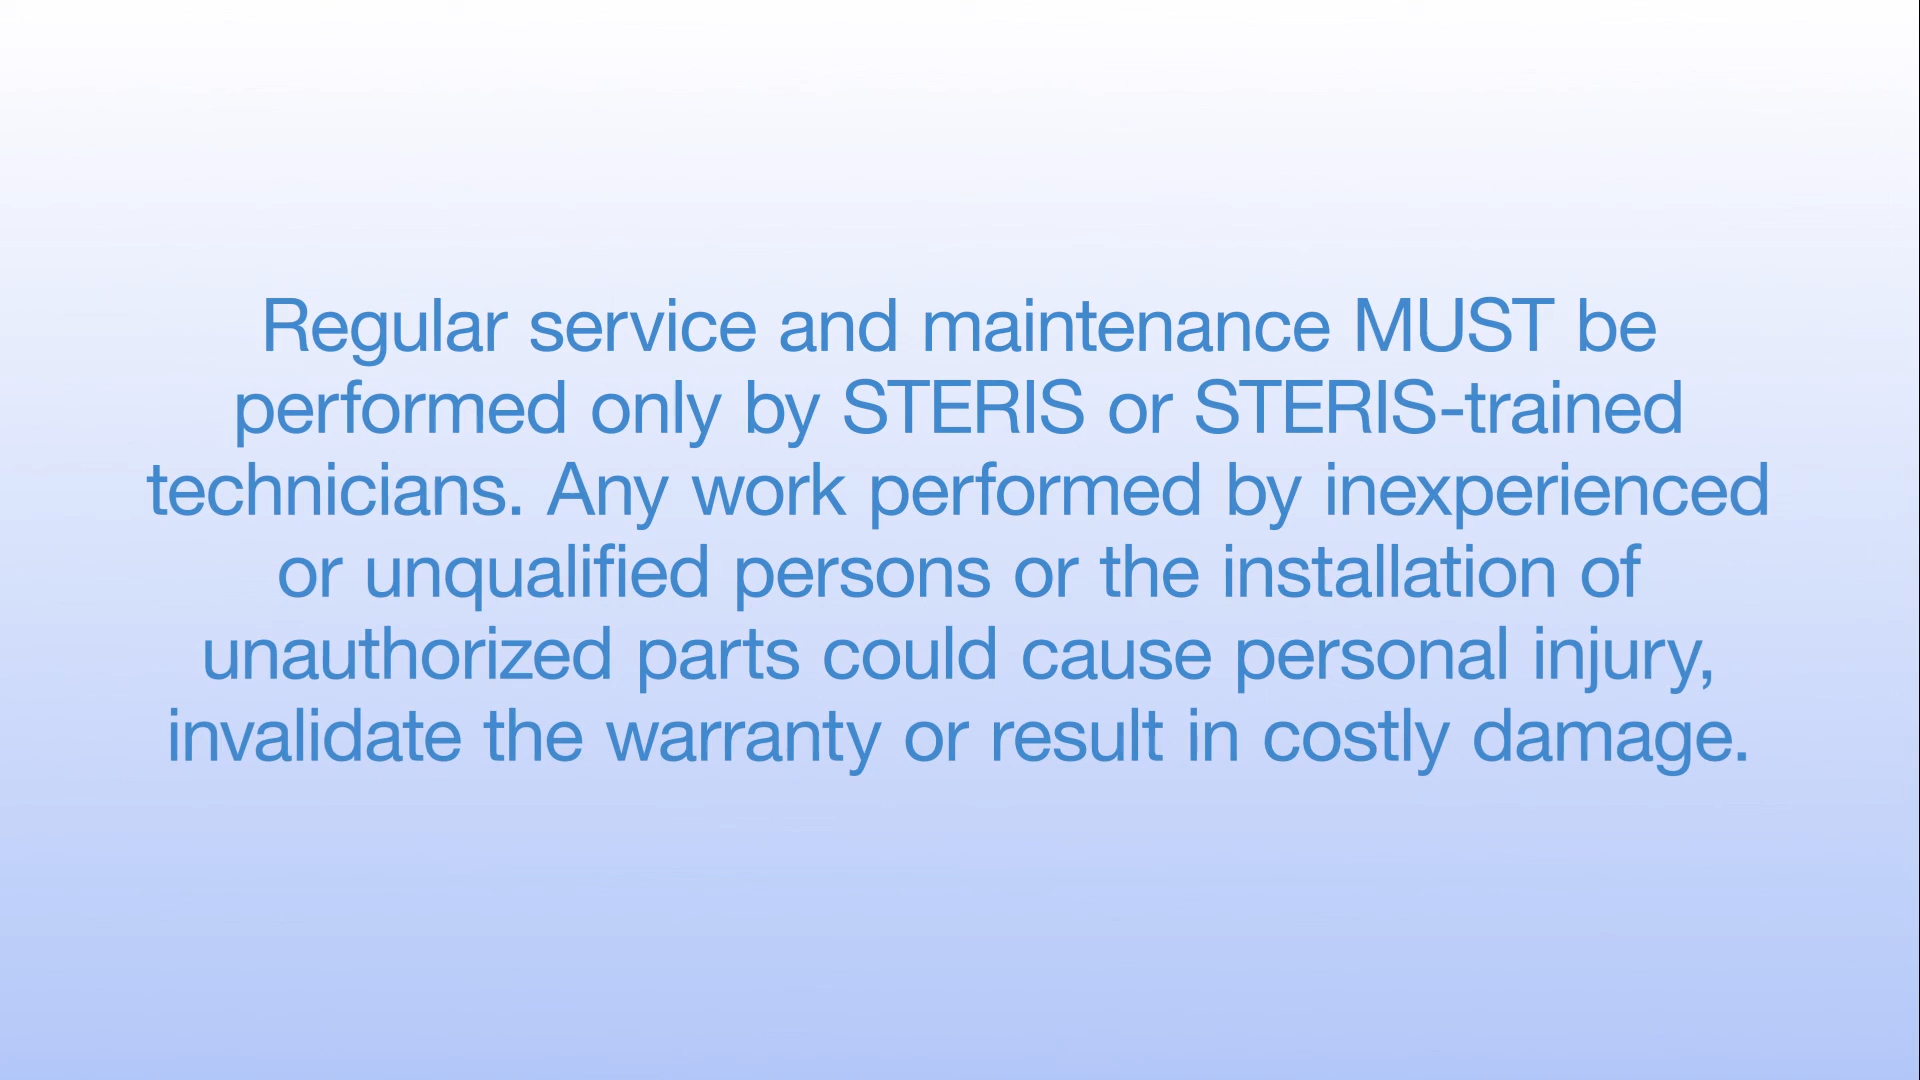 Regular service and maintenance MUST be
performed only by STERIS or STERIS-trained
technicians. Any work performed by inexperienced
or unqualified persons or the installation of
unauthorized parts could cause personal injury,
invalidate the warranty or result in costly damage.